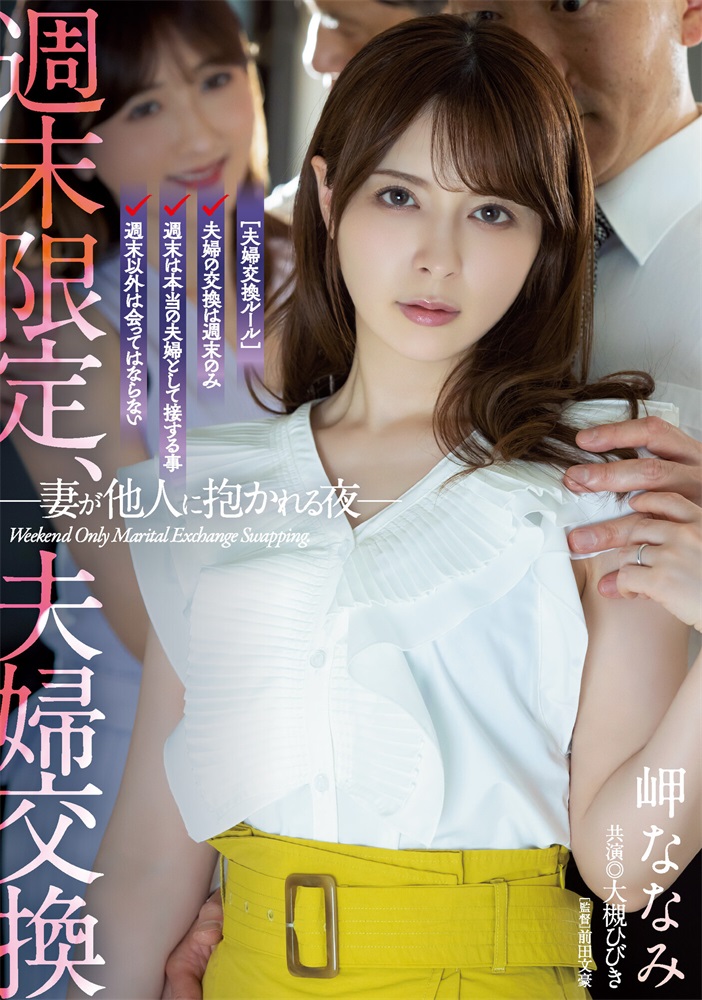 週末限定、夫婦交換
[夫婦交換ルール]
✓夫婦の交換は週末のみ
✓週末は本当の夫婦として接する事
✓週末以外は会ってはならない
―妻が他人に抱かれる夜―
Weekend Only Marital Exchange Swapping.
岬ななみ
共演◎大槻ひびき
[監督]前田文豪